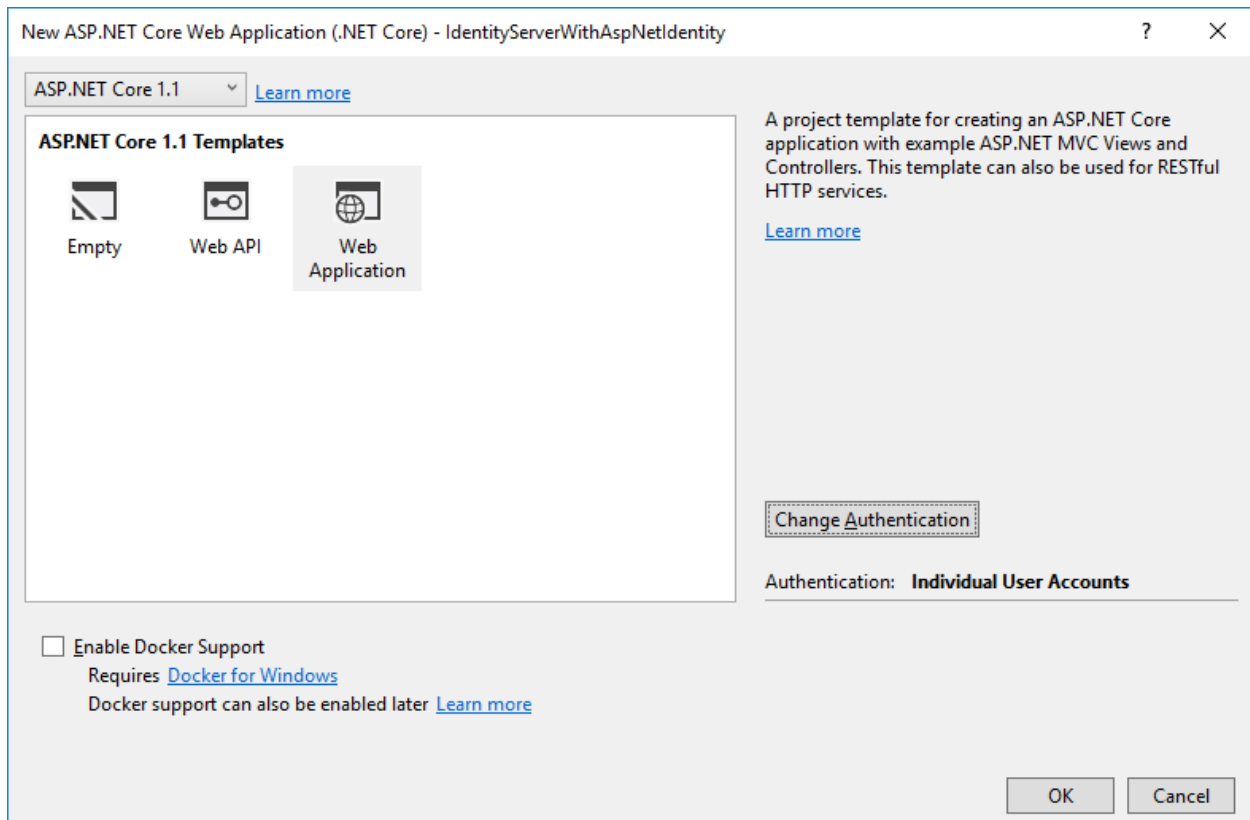 New ASP.NET Core Web Application (.NET Core) - IdentityServerWithAspNetIdentity
ASP.NET Core 1.1
Learn more
ASP.NET Core 1.1 Templates
Empty
Web API
Web
Application
A project template for creating an ASP.NET Core
application with example ASP.NET MVC Views and
Controllers. This template can also be used for RESTful
HTTP services.
Learn more
Change Authentication
Authentication: Individual User Accounts
Enable Docker Support
Requires Docker for Windows
Docker support can also be enabled later Learn more
OK
Cancel